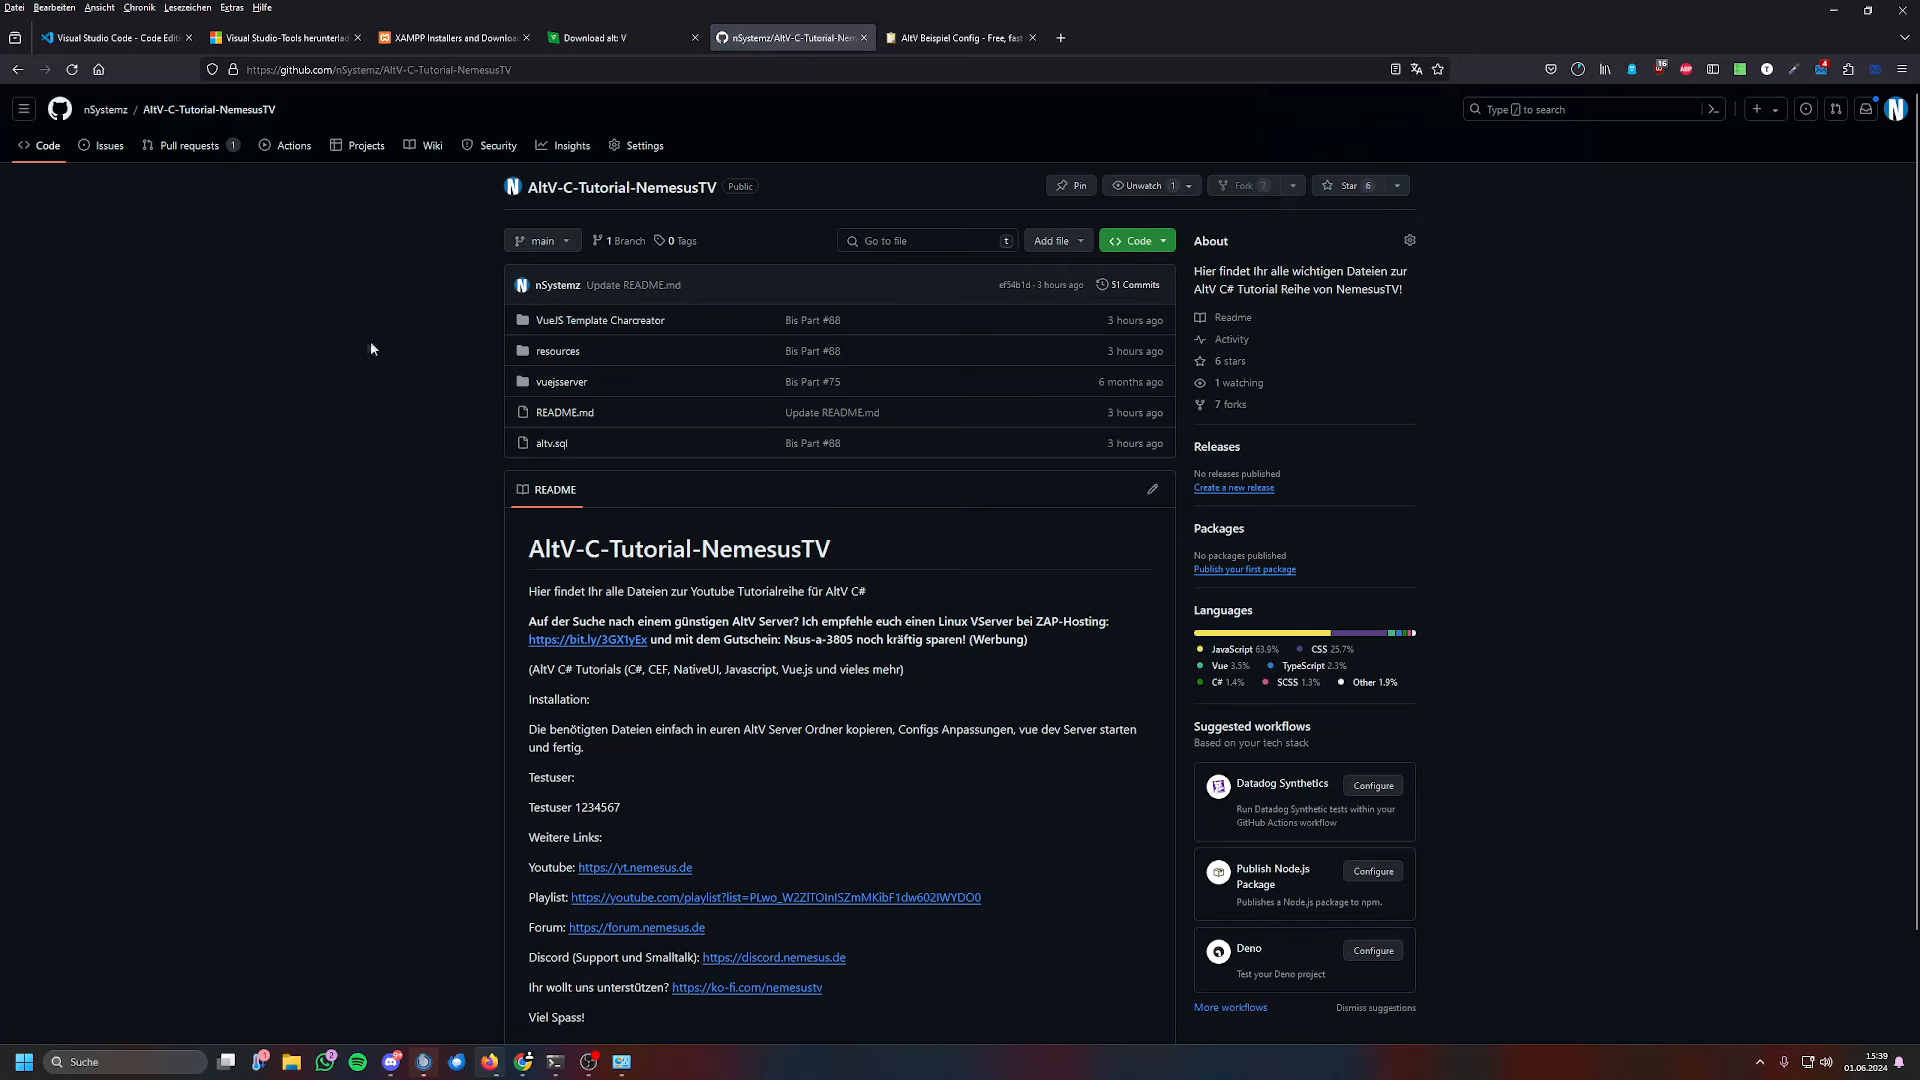 Datei Bearbeiten Ansicht Chronik Lesezeichen Extras Hilfe
Visual Studio Code - Code Editi
Visual Studio-Tools herunterlad
XAMPP Installers and Downloa
Download alt: V
nSystemz/AltV-C-Tutorial-Nem
AltV Beispiel Config - Free, fast
https://github.com/nSystemz/AltV-C-Tutorial-NemesusTV
16
ABP
4
nSystemz / AltV-C-Tutorial-NemesusTV
Type / to search
Code
Issues
Pull requests 1
Actions
Projects
Wiki
Security
Insights
Settings
AltV-C-Tutorial-NemesusTV Public
Pin
Unwatch 1
Fork 7
Star 6
main
1 Branch
0 Tags
Go to file t
Add file
Code
nSystemz Update README.md ef54b1d · 3 hours ago 51 Commits
VueJS Template Charcreator Bis Part #88 3 hours ago
resources Bis Part #88 3 hours ago
vuejsserver Bis Part #75 6 months ago
README.md Update README.md 3 hours ago
altv.sql Bis Part #88 3 hours ago
README
AltV-C-Tutorial-NemesusTV
Hier findet Ihr alle Dateien zur Youtube Tutorialreihe für AltV C#
Auf der Suche nach einem günstigen AltV Server? Ich empfehle euch einen Linux VServer bei ZAP-Hosting:
https://bit.ly/3GX1yEx und mit dem Gutschein: Nsus-a-3805 noch kräftig sparen! (Werbung)
(AltV C# Tutorials (C#, CEF, NativeUI, Javascript, Vue.js und vieles mehr)
Installation:
Die benötigten Dateien einfach in euren AltV Server Ordner kopieren, Configs Anpassungen, vue dev Server starten
und fertig.
Testuser:
Testuser 1234567
Weitere Links:
Youtube: https://yt.nemesus.de
Playlist: https://youtube.com/playlist?list=PLwo_W2ZlTOInISZmMKibF1dw602IWYDO0
Forum: https://forum.nemesus.de
Discord (Support und Smalltalk): https://discord.nemesus.de
Ihr wollt uns unterstützen? https://ko-fi.com/nemesustv
Viel Spass!
About
Hier findet Ihr alle wichtigen Dateien zur
AltV C# Tutorial Reihe von NemesusTV!
Readme
Activity
6 stars
1 watching
7 forks
Releases
No releases published
Create a new release
Packages
No packages published
Publish your first package
Languages
JavaScript 63.9% CSS 25.7%
Vue 3.5% TypeScript 2.3%
C# 1.4% SCSS 1.3% Other 1.9%
Suggested workflows
Based on your tech stack
Datadog Synthetics Configure
Run Datadog Synthetic tests within your
GitHub Actions workflow
Publish Node.js
Package Configure
Publishes a Node.js package to npm.
Deno Configure
Test your Deno project
More workflows Dismiss suggestions
Suche
1
2
15:39
01.06.2024